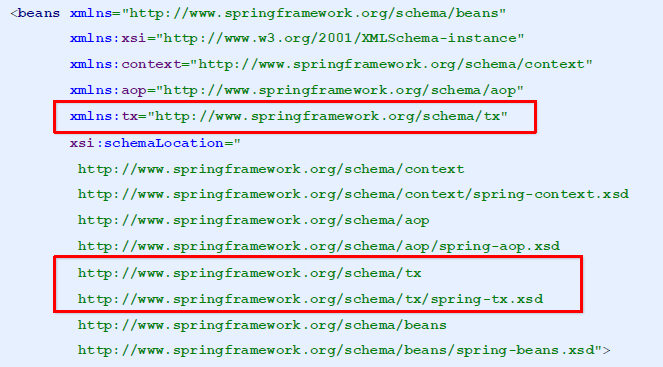 <beans xmlns="http://www.springframework.org/schema/beans"
xmlns:xsi="http://www.w3.org/2001/XMLSchema-instance"
xmlns:context="http://www.springframework.org/schema/context"
xmlns:aop="http://www.springframework.org/schema/aop"
xmlns:tx="http://www.springframework.org/schema/tx"
xsi:schemaLocation="
http://www.springframework.org/schema/context
http://www.springframework.org/schema/context/spring-context.xsd
http://www.springframework.org/schema/aop
http://www.springframework.org/schema/aop/spring-aop.xsd
http://www.springframework.org/schema/tx
http://www.springframework.org/schema/tx/spring-tx.xsd
http://www.springframework.org/schema/beans
http://www.springframework.org/schema/beans/spring-beans.xsd">